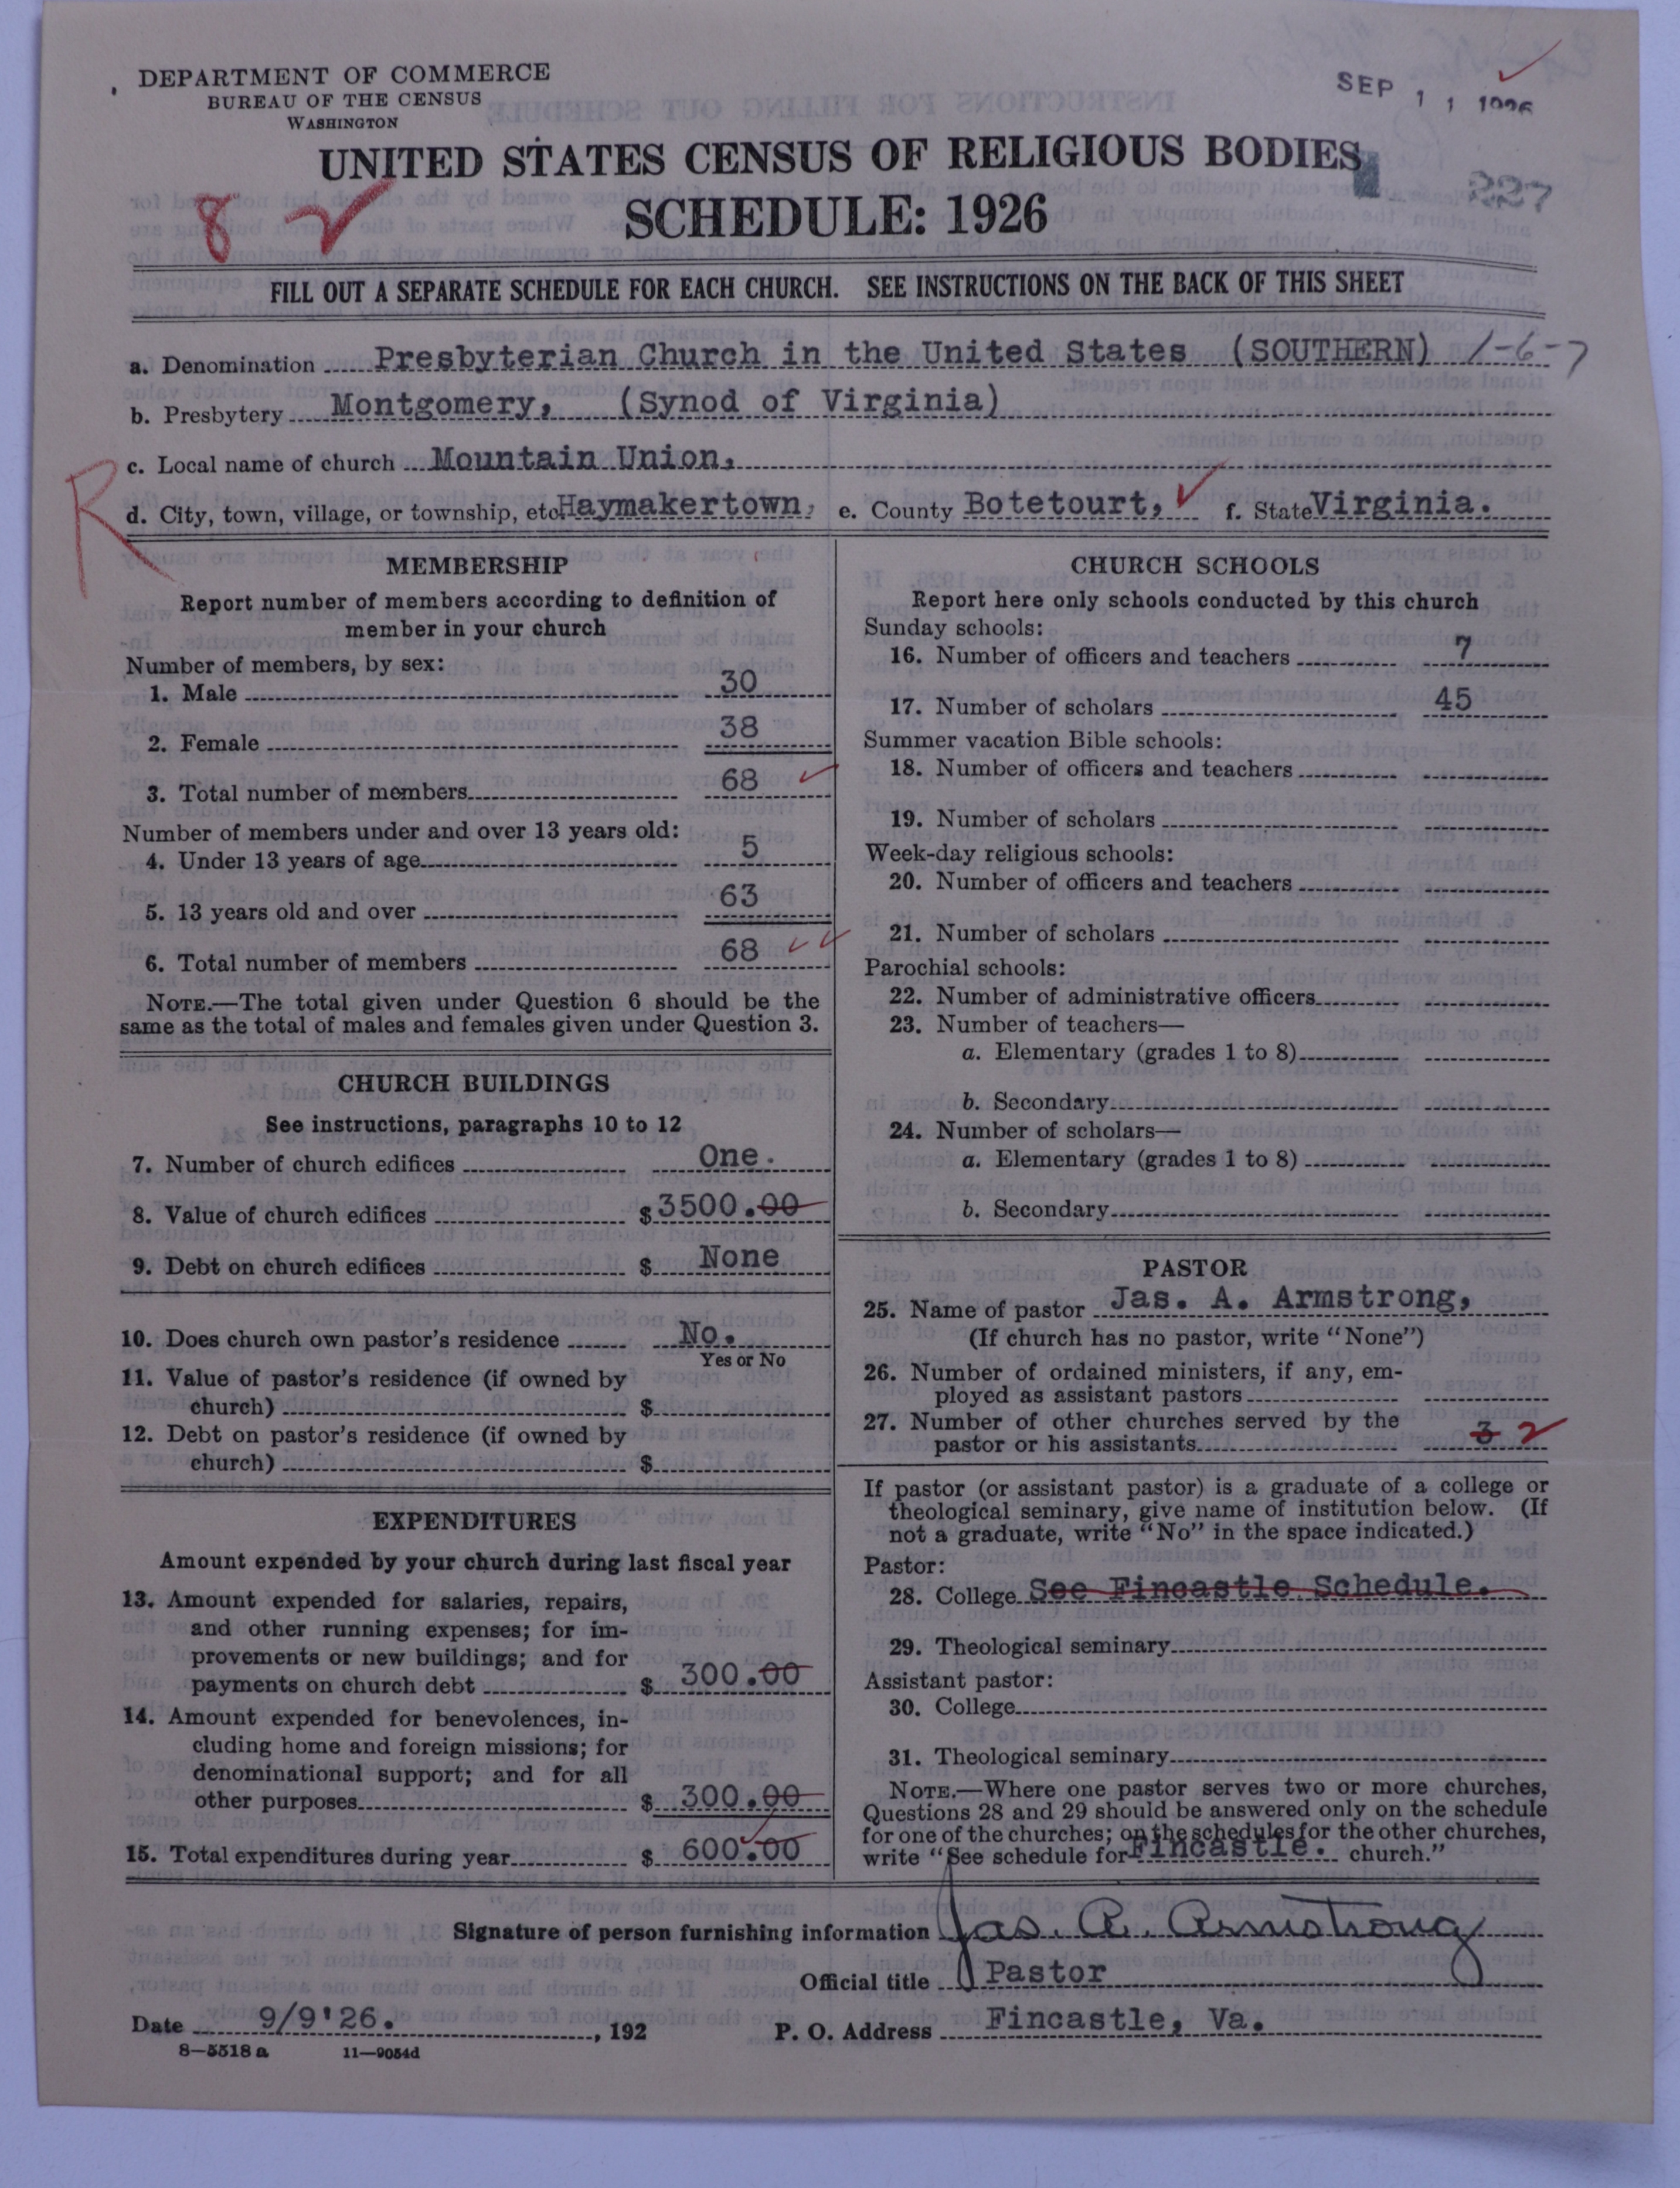 DEPARTMENT OF COMMERCE
BUREAU OF THE CENSUS
WASHINGTON
SEP 11 1926
UNITED STATES CENSUS OF RELIGIOUS BODIES
8 2
SCHEDULE: 1926
227
FILL OUT A SEPARATE SCHEDULE FOR EACH CHURCH. SEE INSTRUCTIONS ON THE BACK OF THIS SHEET
a. Denomination Presbyterian Church in the United States (SOUTHERN) 1-6-7
b. Presbytery Montgomery, (Synod of Virginia)
c. Local name of church Mountain Union,
R
d. City, town, village, or township, etc. Haymakertown, e. County Botetourt, f. State Virginia.
MEMBERSHIP
Report number of members according to definition of
member in your church
Number of members, by sex:
1. Male 30
2. Female 38
3. Total number of members 68
Number of members under and over 13 years old:
4. Under 13 years of age 5
5. 13 years old and over 63
6. Total number of members 68
NOTE.—The total given under Question 6 should be the
same as the total of males and females given under Question 3.
CHURCH BUILDINGS
See instructions, paragraphs 10 to 12
7. Number of church edifices One.
8. Value of church edifices $3500.00
9. Debt on church edifices $ None
10. Does church own pastor's residence No.
Yes or No
11. Value of pastor's residence (if owned by
church) $
12. Debt on pastor's residence (if owned by
church) $
EXPENDITURES
Amount expended by your church during last fiscal year
13. Amount expended for salaries, repairs,
and other running expenses; for im-
provements or new buildings; and for
payments on church debt $ 300.00
14. Amount expended for benevolences, in-
cluding home and foreign missions; for
denominational support; and for all
other purposes $ 300.00
15. Total expenditures during year $ 600.00
CHURCH SCHOOLS
Report here only schools conducted by this church
Sunday schools:
16. Number of officers and teachers 7
17. Number of scholars 45
Summer vacation Bible schools:
18. Number of officers and teachers
19. Number of scholars
Week-day religious schools:
20. Number of officers and teachers
21. Number of scholars
Parochial schools:
22. Number of administrative officers
23. Number of teachers—
a. Elementary (grades 1 to 8)
b. Secondary
24. Number of scholars—
a. Elementary (grades 1 to 8)
b. Secondary
PASTOR
25. Name of pastor Jas. A. Armstrong,
(If church has no pastor, write "None")
26. Number of ordained ministers, if any, em-
ployed as assistant pastors
27. Number of other churches served by the
pastor or his assistants 3 2
If pastor (or assistant pastor) is a graduate of a college or
theological seminary, give name of institution below. (If
not a graduate, write "No" in the space indicated.)
Pastor:
28. College See Fincastle Schedule.
29. Theological seminary
Assistant pastor:
30. College
31. Theological seminary
NOTE.—Where one pastor serves two or more churches,
Questions 28 and 29 should be answered only on the schedule
for one of the churches; on the schedules for the other churches,
write "See schedule for Fincastle. church."
Signature of person furnishing information Jas. A. Armstrong
Official title Pastor
Date 9/9'26. , 192 P. O. Address Fincastle, Va.
8—5518 a 11—9054d